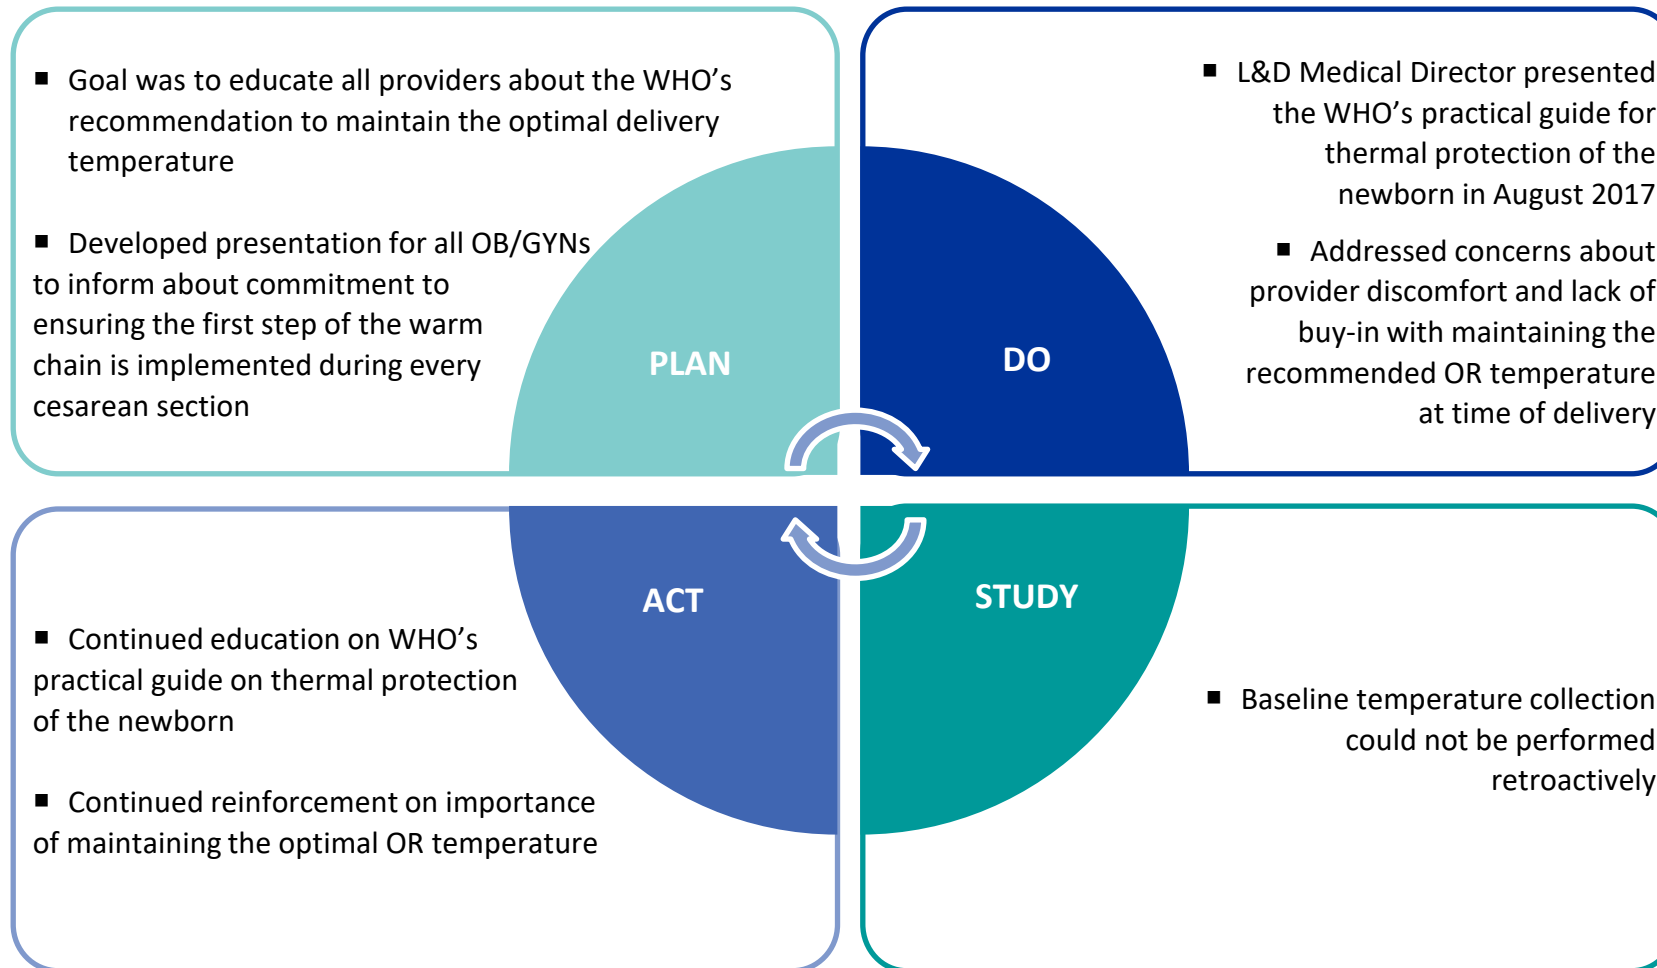 ▪ Goal was to educate all providers about the WHO’s
recommendation to maintain the optimal delivery
temperature
▪ Developed presentation for all OB/GYNs
to inform about commitment to
ensuring the first step of the warm
chain is implemented during every
cesarean section
PLAN
▪ L&D Medical Director presented
the WHO’s practical guide for
thermal protection of the
newborn in August 2017
▪ Addressed concerns about
provider discomfort and lack of
buy-in with maintaining the
recommended OR temperature
at time of delivery
DO
ACT
▪ Continued education on WHO’s
practical guide on thermal protection
of the newborn
▪ Continued reinforcement on importance
of maintaining the optimal OR temperature
STUDY
▪ Baseline temperature collection
could not be performed
retroactively